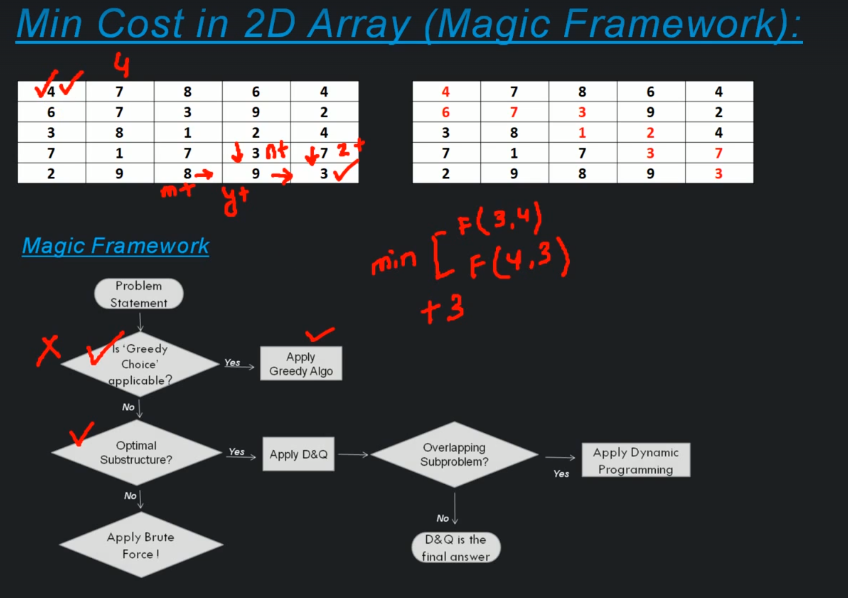 Min Cost in 2D Array (Magic Framework):
4
4 7 8 6 4
6 7 3 9 2
3 8 1 2 4
7 1 7 3 n+ 7 z+
2 9 8 9 3
m+ y+
4 7 8 6 4
6 7 3 9 2
3 8 1 2 4
7 1 7 3 7
2 9 8 9 3
F(3,4)
min F(4,3)
+3
Magic Framework
Problem
Statement
Is 'Greedy
Choice'
applicable?
Yes
Apply
Greedy Algo
No
Optimal
Substructure?
Yes
Apply D&Q
Overlapping
Subproblem?
Yes
Apply Dynamic
Programming
No
Apply Brute
Force !
No
D&Q is the
final answer